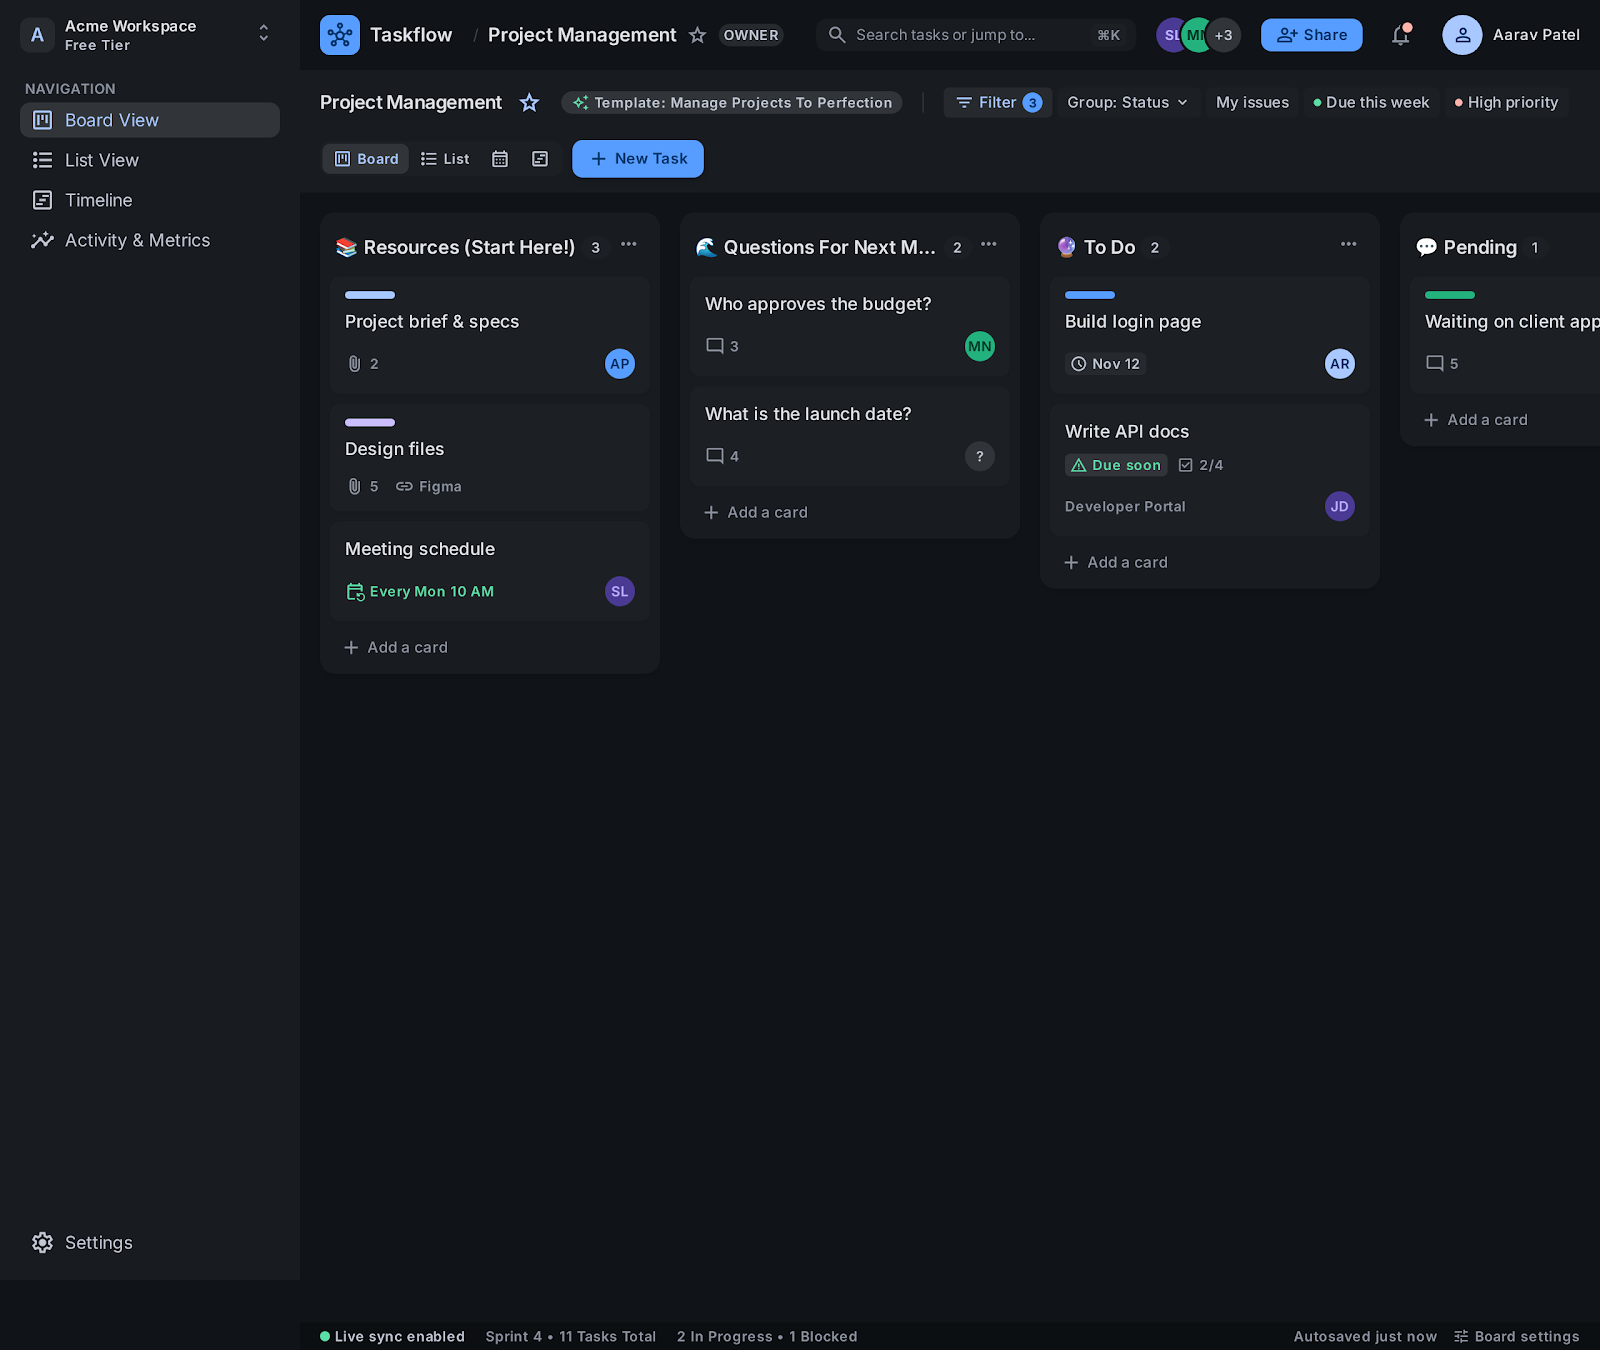 A
Acme Workspace
Free Tier
NAVIGATION
Board View
List View
Timeline
Activity & Metrics
Settings
Taskflow / Project Management OWNER
Search tasks or jump to... ⌘K
SL +3
Share
Aarav Patel
Project Management
Template: Manage Projects To Perfection
Filter 3
Group: Status
My issues
Due this week
High priority
Board
List
+ New Task
📚 Resources (Start Here!) 3
Project brief & specs
2
AP
Design files
5 Figma
Meeting schedule
Every Mon 10 AM
SL
+ Add a card
🌊 Questions For Next M... 2
Who approves the budget?
3
MN
What is the launch date?
4
?
+ Add a card
🔮 To Do 2
Build login page
Nov 12
AR
Write API docs
Due soon 2/4
Developer Portal
JD
+ Add a card
💬 Pending 1
Waiting on client app
5
+ Add a card
Live sync enabled
Sprint 4 • 11 Tasks Total
2 In Progress • 1 Blocked
Autosaved just now
Board settings